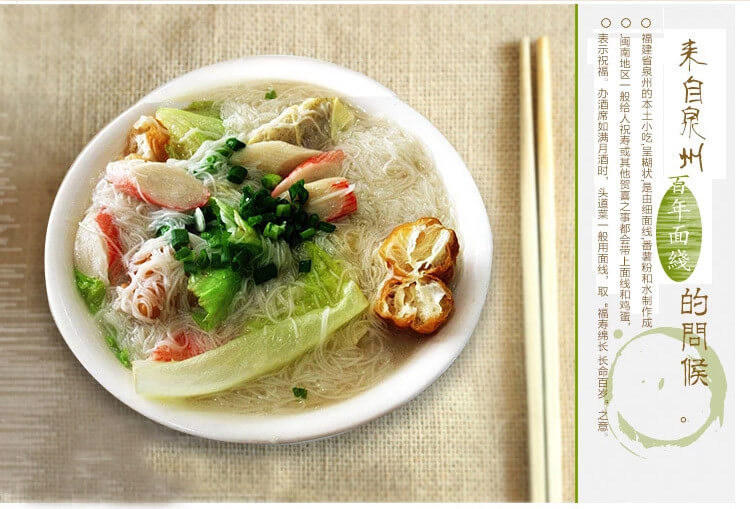 来自泉州
百年面綫
的問候。
○福建省泉州的本土小吃,呈糊状,是由细面线,番薯粉和水制作成
○闽南地区一般给人祝寿或其他贺喜之事都会带上面线和鸡蛋,
○表示祝福。办酒席如满月酒时，头道菜一般用面线，取“福寿绵长,长命百岁”之意。